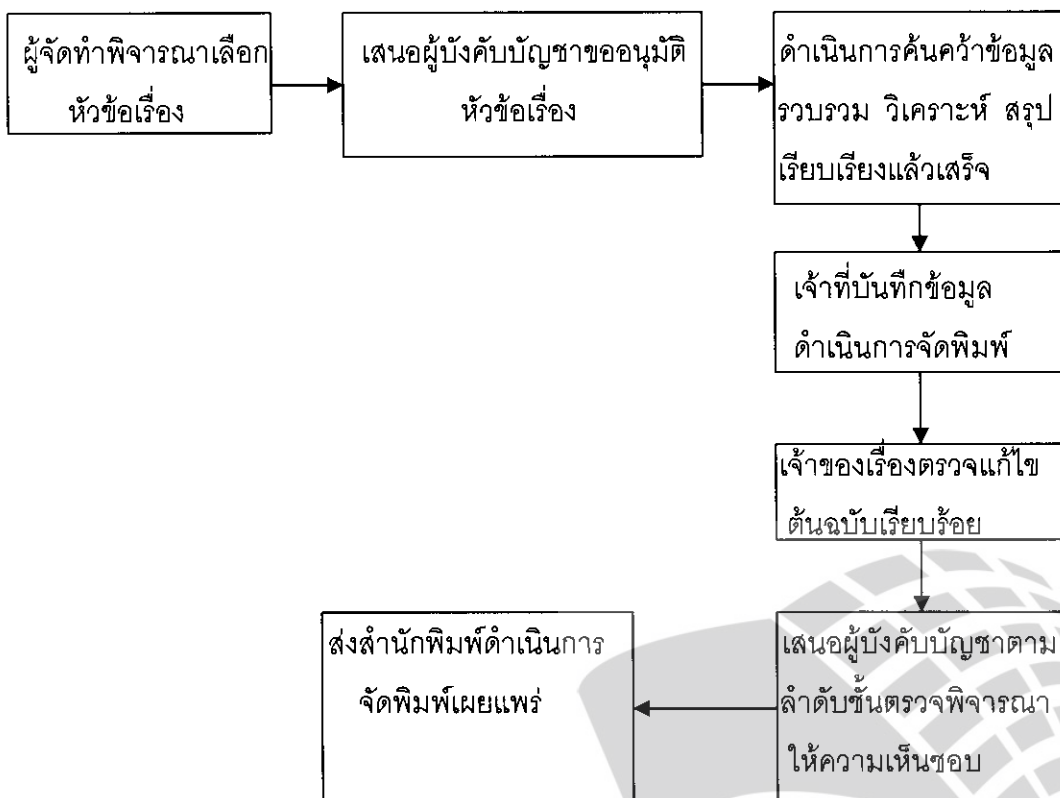 ผู้จัดทำพิจารณาเลือก
หัวข้อเรื่อง
เสนอผู้บังคับบัญชาขออนุมัติ
หัวข้อเรื่อง
ดำเนินการค้นคว้าข้อมูล
รวบรวม วิเคราะห์ สรุป
เรียบเรียงแล้วเสร็จ
เจ้าที่บันทึกข้อมูล
ดำเนินการจัดพิมพ์
เจ้าของเรื่องตรวจแก้ไข
ต้นฉบับเรียบร้อย
เสนอผู้บังคับบัญชาตาม
ลำดับชั้นตรวจพิจารณา
ให้ความเห็นชอบ
ส่งสำนักพิมพ์ดำเนินการ
จัดพิมพ์เผยแพร่